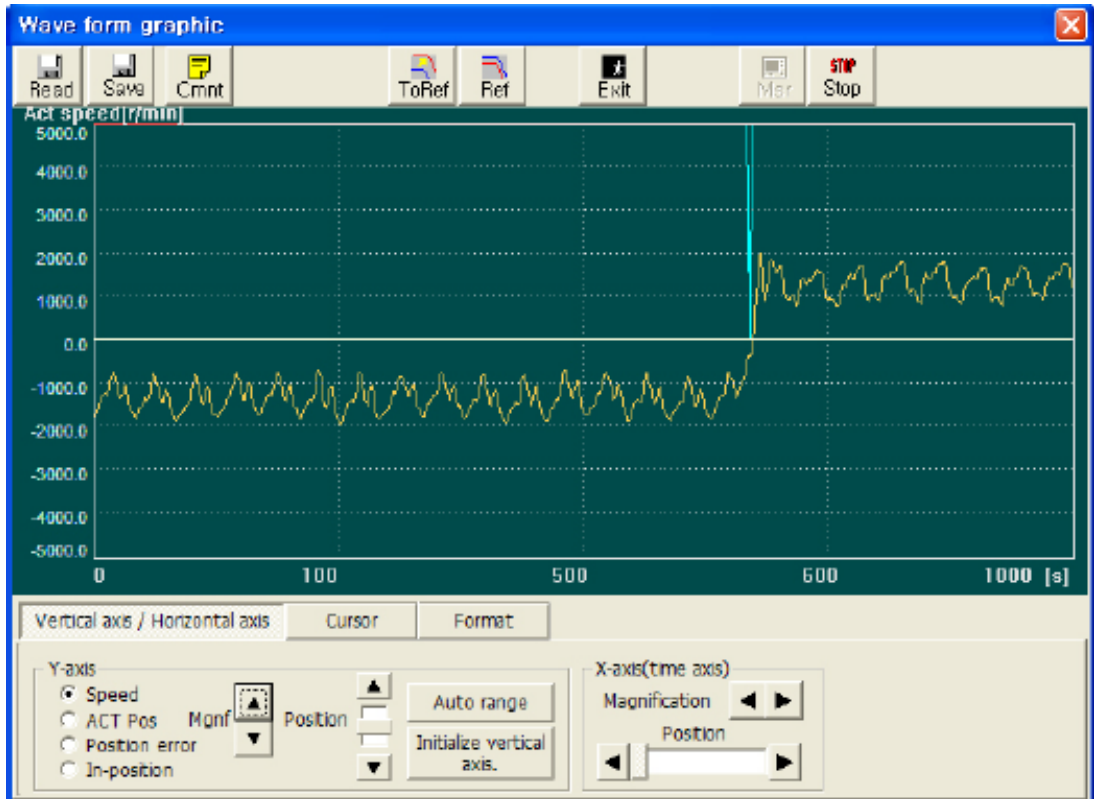 Wave form graphic
Read Save Cmnt ToRef Ref Exit Msr STOP Stop
Act speed[r/min]
5000.0
4000.0
3000.0
2000.0
1000.0
0.0
-1000.0
-2000.0
-3000.0
-4000.0
-5000.0
0 100 500 600 1000 [s]
Vertical axis / Horizontal axis Cursor Format
Y-axis X-axis(time axis)
Speed
ACT Pos
Position error
In-position
Mgnf
Position
Auto range
Initialize vertical
axis.
Magnification
Position